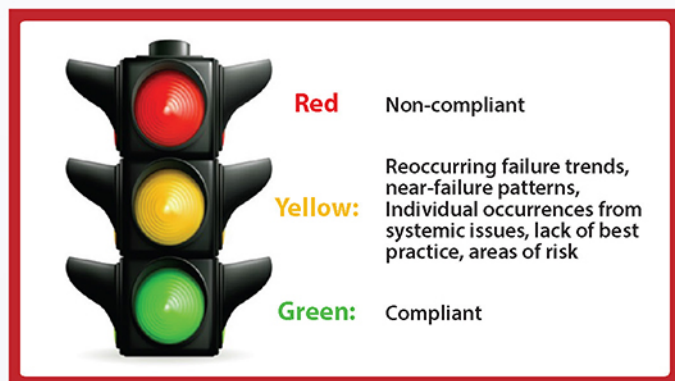 Red Non-compliant
Yellow: Reoccurring failure trends,
near-failure patterns,
Individual occurrences from
systemic issues, lack of best
practice, areas of risk
Green: Compliant